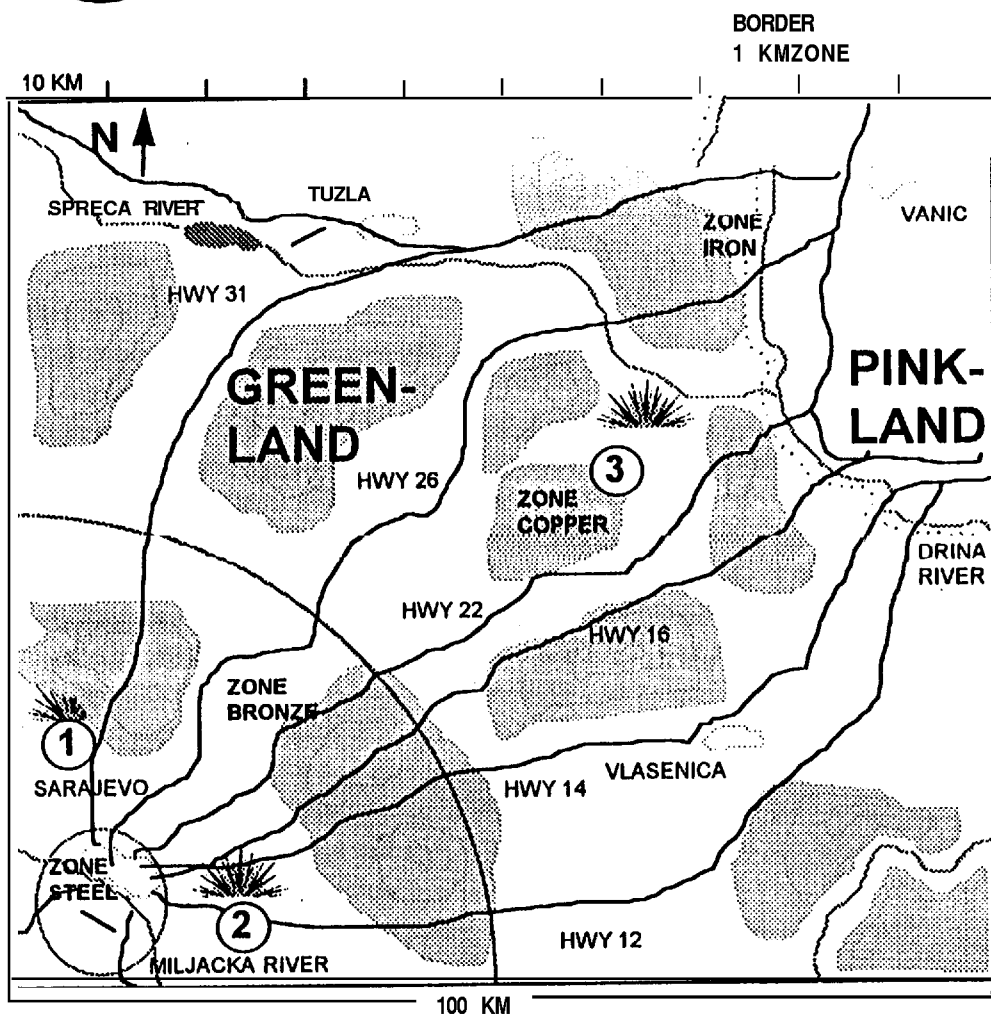 BORDER
1 KMZONE
10 KM
N
SPRECA RIVER
TUZLA
ZONE
IRON
VANIC
HWY 31
GREEN-
LAND
PINK-
LAND
HWY 26
3
ZONE
COPPER
DRINA
RIVER
HWY 22
HWY 16
ZONE
BRONZE
1
SARAJEVO
VLASENICA
HWY 14
ZONE
STEEL
2
HWY 12
MILJACKA RIVER
100 KM